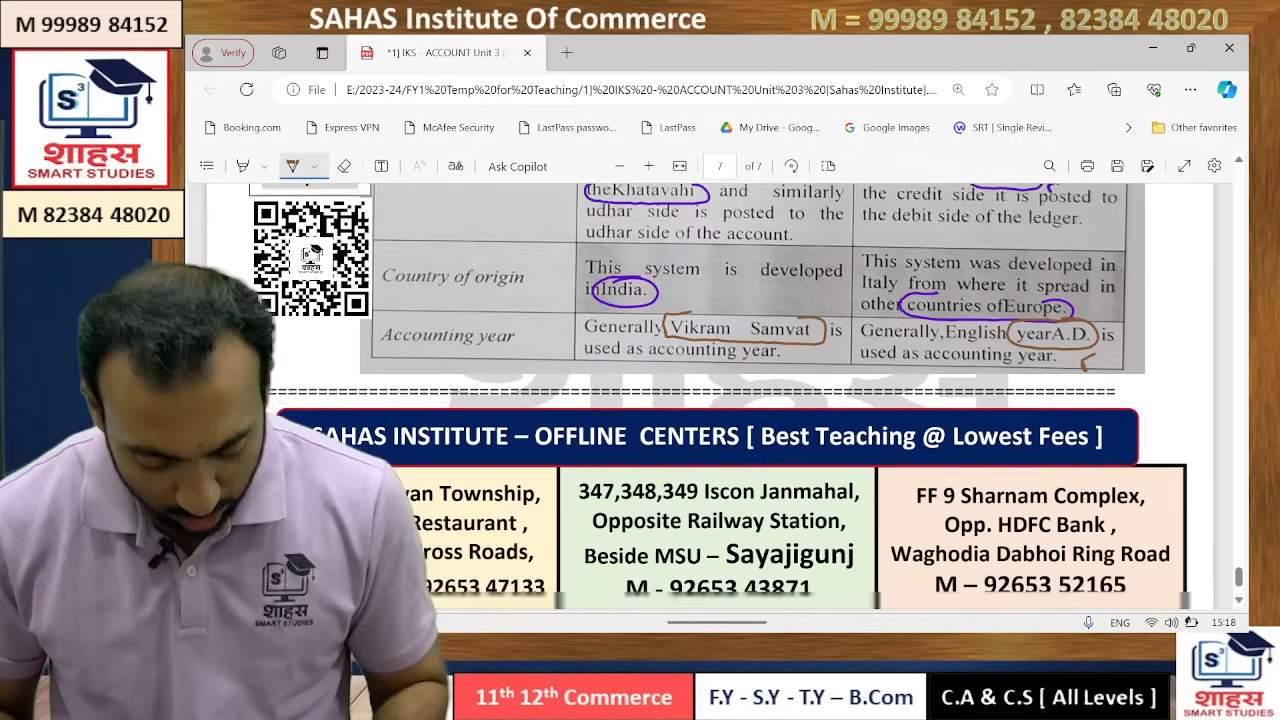 M 99989 84152
SAHAS Institute Of Commerce
M = 99989 84152 , 82384 48020
S³
शाहस
SMART STUDIES
M 82384 48020
Verify
*1] IKS - ACCOUNT Unit 3 [
File
E:/2023-24/FY1%20Temp%20for%20Teaching/1]%20IKS%20-%20ACCOUNT%20Unit%203%20[Sahas%20Institute]....
Booking.com
Express VPN
McAfee Security
LastPass passwo...
LastPass
My Drive - Goog...
Google Images
SRT | Single Revi...
Other favorites
Ask Copilot
7 of 7
theKhatavahi and similarly
udhar side is posted to the
udhar side of the account.
the credit side it is posted to
the debit side of the ledger.
Country of origin
This system is developed
inIndia.
This system was developed in
Italy from where it spread in
other countries ofEurope.
Accounting year
Generally Vikram Samvat is
used as accounting year.
Generally,English yearA.D. is
used as accounting year.
SAHAS INSTITUTE – OFFLINE CENTERS [ Best Teaching @ Lowest Fees ]
Township,
Restaurant ,
Roads,
92653 47133
347,348,349 Iscon Janmahal,
Opposite Railway Station,
Beside MSU – Sayajigunj
M - 92653 43871
FF 9 Sharnam Complex,
Opp. HDFC Bank ,
Waghodia Dabhoi Ring Road
M – 92653 52165
ENG
15:18
S³
शाहस
SMART STUDIES
11th 12th Commerce
F.Y - S.Y - T.Y – B.Com
C.A & C.S [ All Levels ]
S³
शाहस
SMART STUDIES